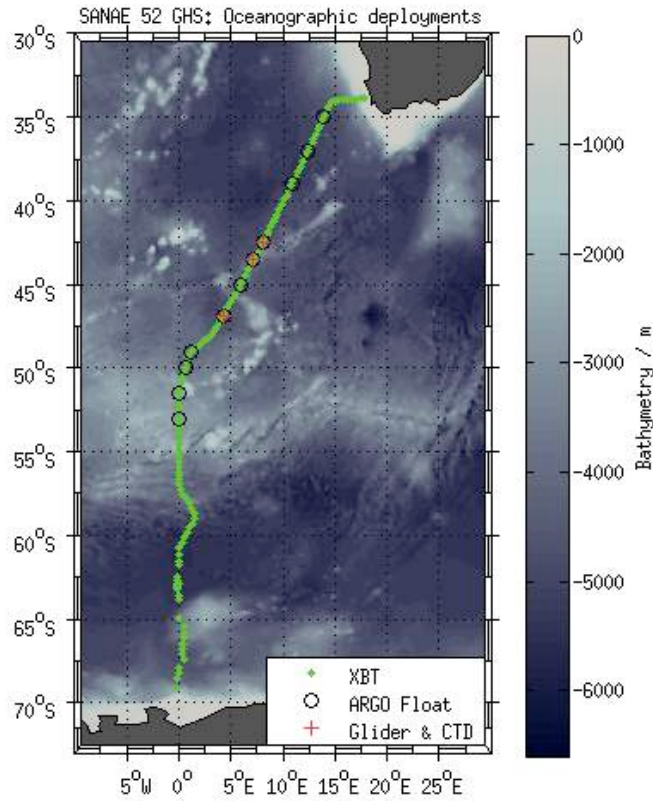 SANAE 52 GHS: Oceanographic deployments
30°S
35°S
40°S
45°S
50°S
55°S
60°S
65°S
70°S
5°W 0° 5°E 10°E 15°E 20°E 25°E
XBT
ARGO Float
Glider & CTD
0
-1000
-2000
-3000
-4000
-5000
-6000
Bathymetry / m